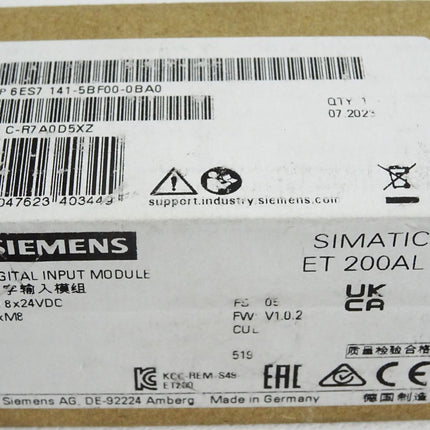 P 6ES7 141-5BF00-0BA0
QTY 1
07.2023
C-R7A0D5XZ
047623 403449
support.industry.siemens.com
SIEMENS
SIMATIC
ET 200AL
DIGITAL INPUT MODULE
数字输入模组
8x24VDC
xM8
FS 05
FW V1.0.2
CUL
519
UK
CA
质量检验合格
KCC-REM-S49
ET200
EAC
CE
Siemens AG, DE-92224 Amberg
Made in Germany
德国制造